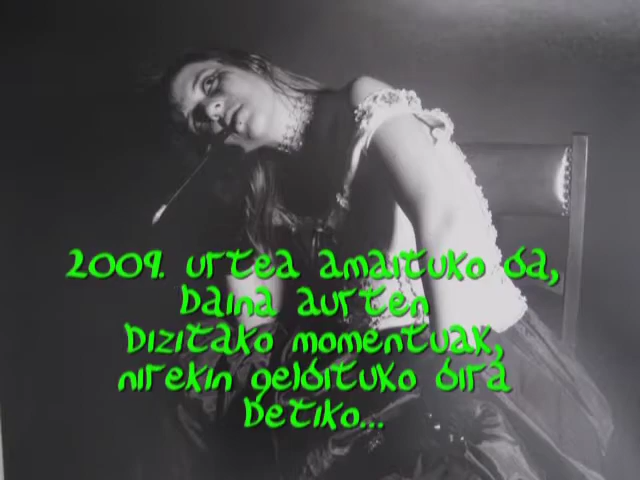 2009. urtea amaituko da,
Baina aurten
Bizitako momentuak,
nirekin geldituko dira
Betiko...